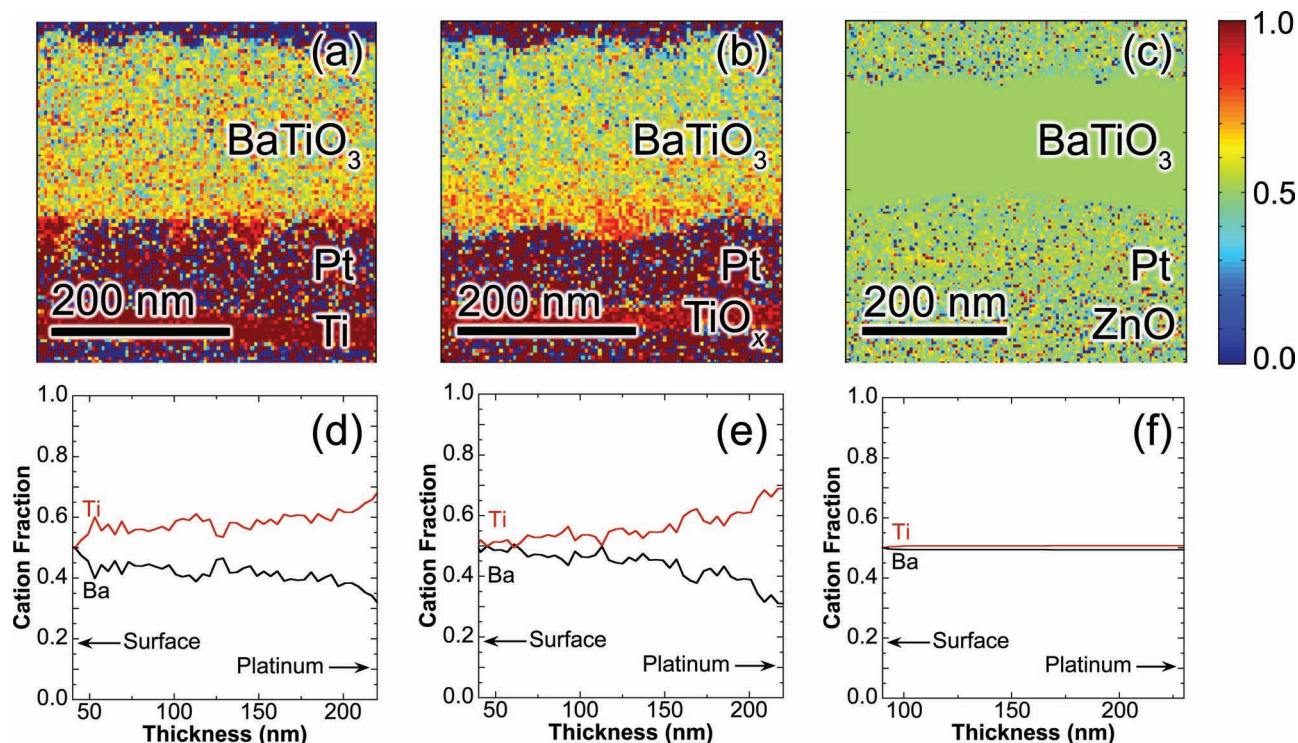 (a)
BaTiO3
Pt
200 nm
Ti
(b)
BaTiO3
Pt
200 nm
TiOx
(c)
BaTiO3
Pt
200 nm
ZnO
1.0
0.5
0.0
(d)
Cation Fraction
1.0
0.8
0.6
0.4
0.2
0.0
Ti
Ba
Surface
Platinum
50 100 150 200
Thickness (nm)
(e)
Cation Fraction
1.0
0.8
0.6
0.4
0.2
0.0
Ti
Ba
Surface
Platinum
50 100 150 200
Thickness (nm)
(f)
Cation Fraction
1.0
0.8
0.6
0.4
0.2
0.0
Ti
Ba
Surface
Platinum
100 150 200
Thickness (nm)